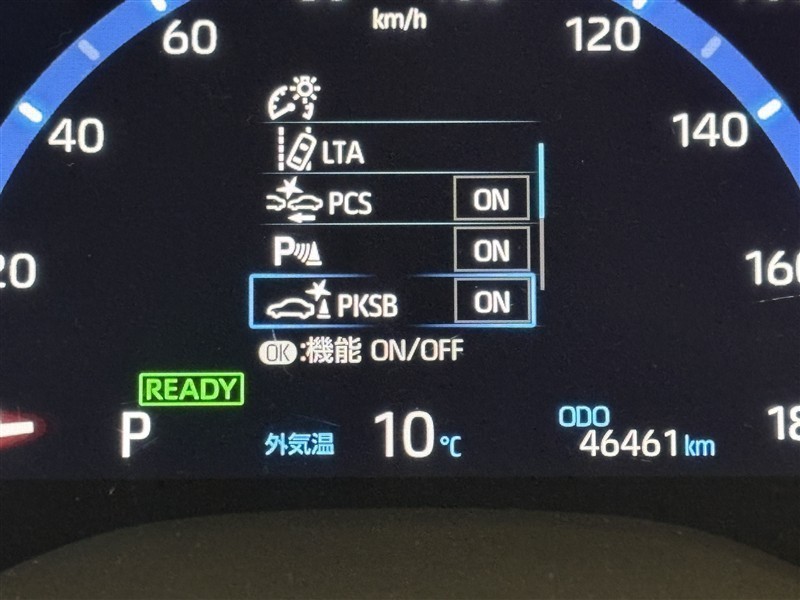 km/h
60
120
40
140
LTA
PCS ON
P ON
20
160
PKSB ON
OK:機能 ON/OFF
READY
P
外気温 10℃
ODO
46461km